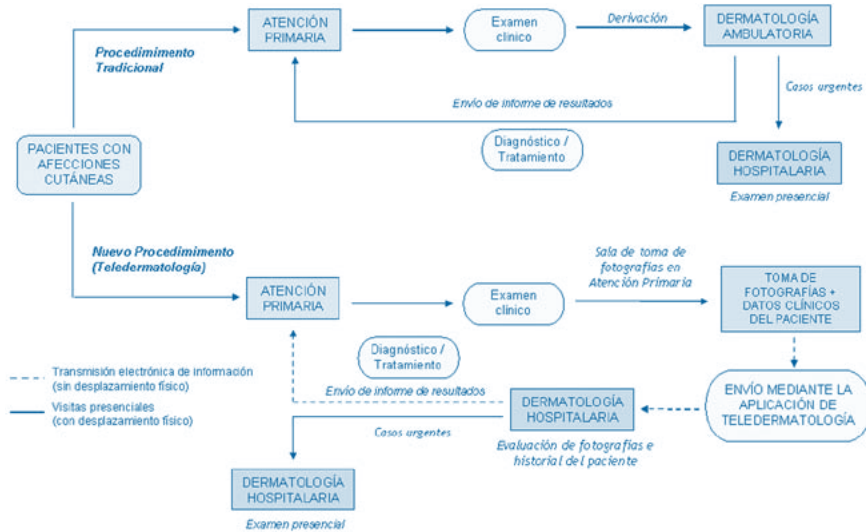 ATENCIÓN
PRIMARIA
Examen
clínico
Derivación
DERMATOLOGÍA
AMBULATORIA
Procedimimento
Tradicional
Envío de informe de resultados
Casos urgentes
Diagnóstico /
Tratamiento
PACIENTES CON
AFECCIONES
CUTÁNEAS
DERMATOLOGÍA
HOSPITALARIA
Examen presencial
Nuevo Procedimimento
(Teledermatología)
Sala de toma de
fotografías en
Atención Primaria
ATENCIÓN
PRIMARIA
Examen
clínico
TOMA DE
FOTOGRAFÍAS +
DATOS CLÍNICOS
DEL PACIENTE
Diagnóstico /
Tratamiento
Transmisión electrónica de información
(sin desplazamiento físico)
Visitas presenciales
(con desplazamiento físico)
Envío de informe de resultados
DERMATOLOGÍA
HOSPITALARIA
ENVÍO MEDIANTE LA
APLICACIÓN DE
TELEDERMATOLOGÍA
Casos urgentes
Evaluación de fotografías e
historial del paciente
DERMATOLOGÍA
HOSPITALARIA
Examen presencial